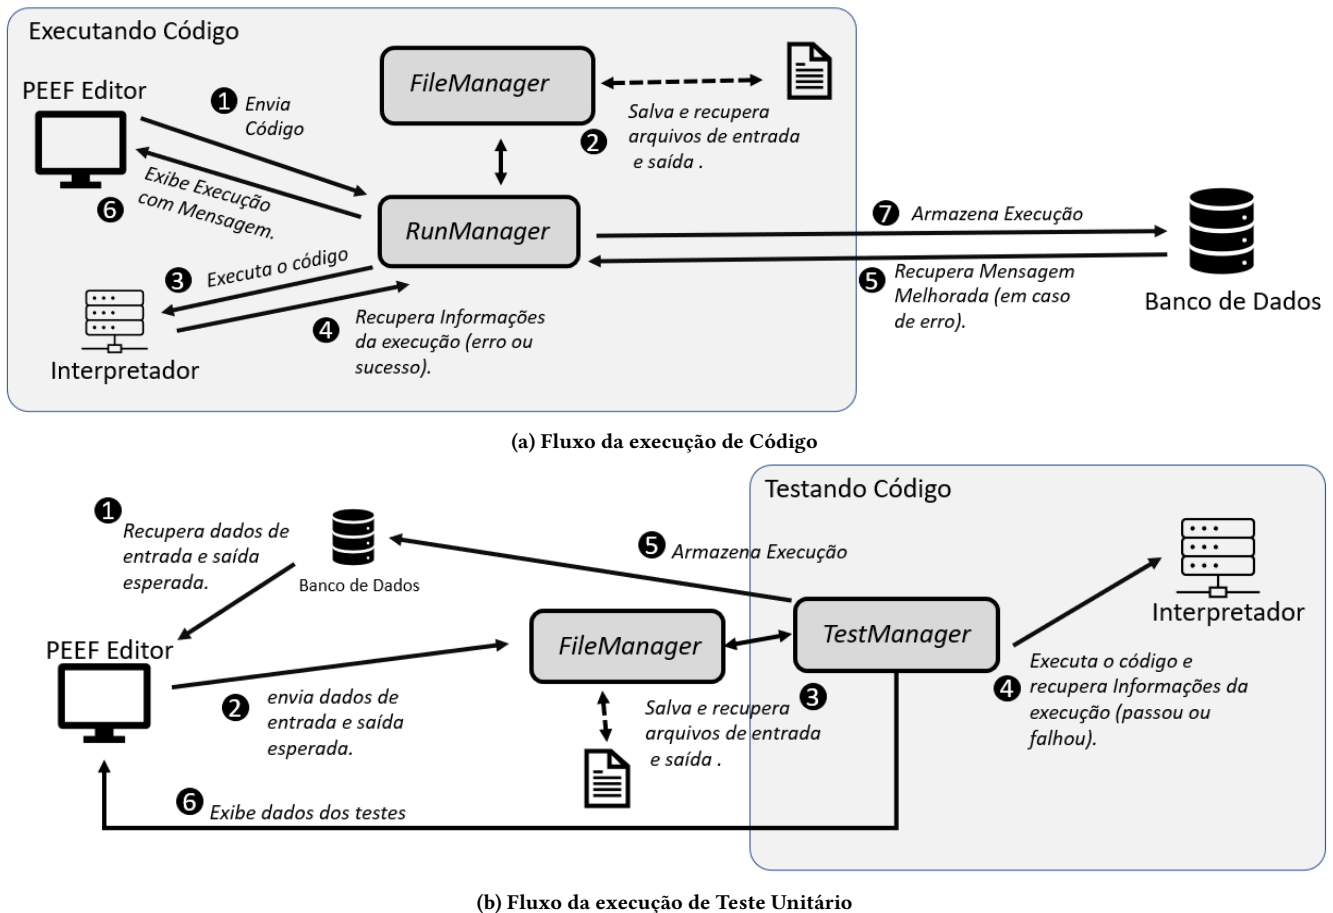 Executando Código
PEEF Editor
1 Envia
Código
FileManager
2 Salva e recupera
arquivos de entrada
e saída .
6 Exibe Execução
com Mensagem.
RunManager
7 Armazena Execução
3 Executa o código
5 Recupera Mensagem
Melhorada (em caso
de erro).
Banco de Dados
4 Recupera Informações
da execução (erro ou
sucesso).
Interpretador
(a) Fluxo da execução de Código
Testando Código
1 Recupera dados de
entrada e saída
esperada.
Banco de Dados
5 Armazena Execução
Interpretador
PEEF Editor
FileManager
TestManager
2 envia dados de
entrada e saída
esperada.
3 Salva e recupera
arquivos de entrada
e saída .
4 Executa o código e
recupera Informações da
execução (passou ou
falhou).
6 Exibe dados dos testes
(b) Fluxo da execução de Teste Unitário